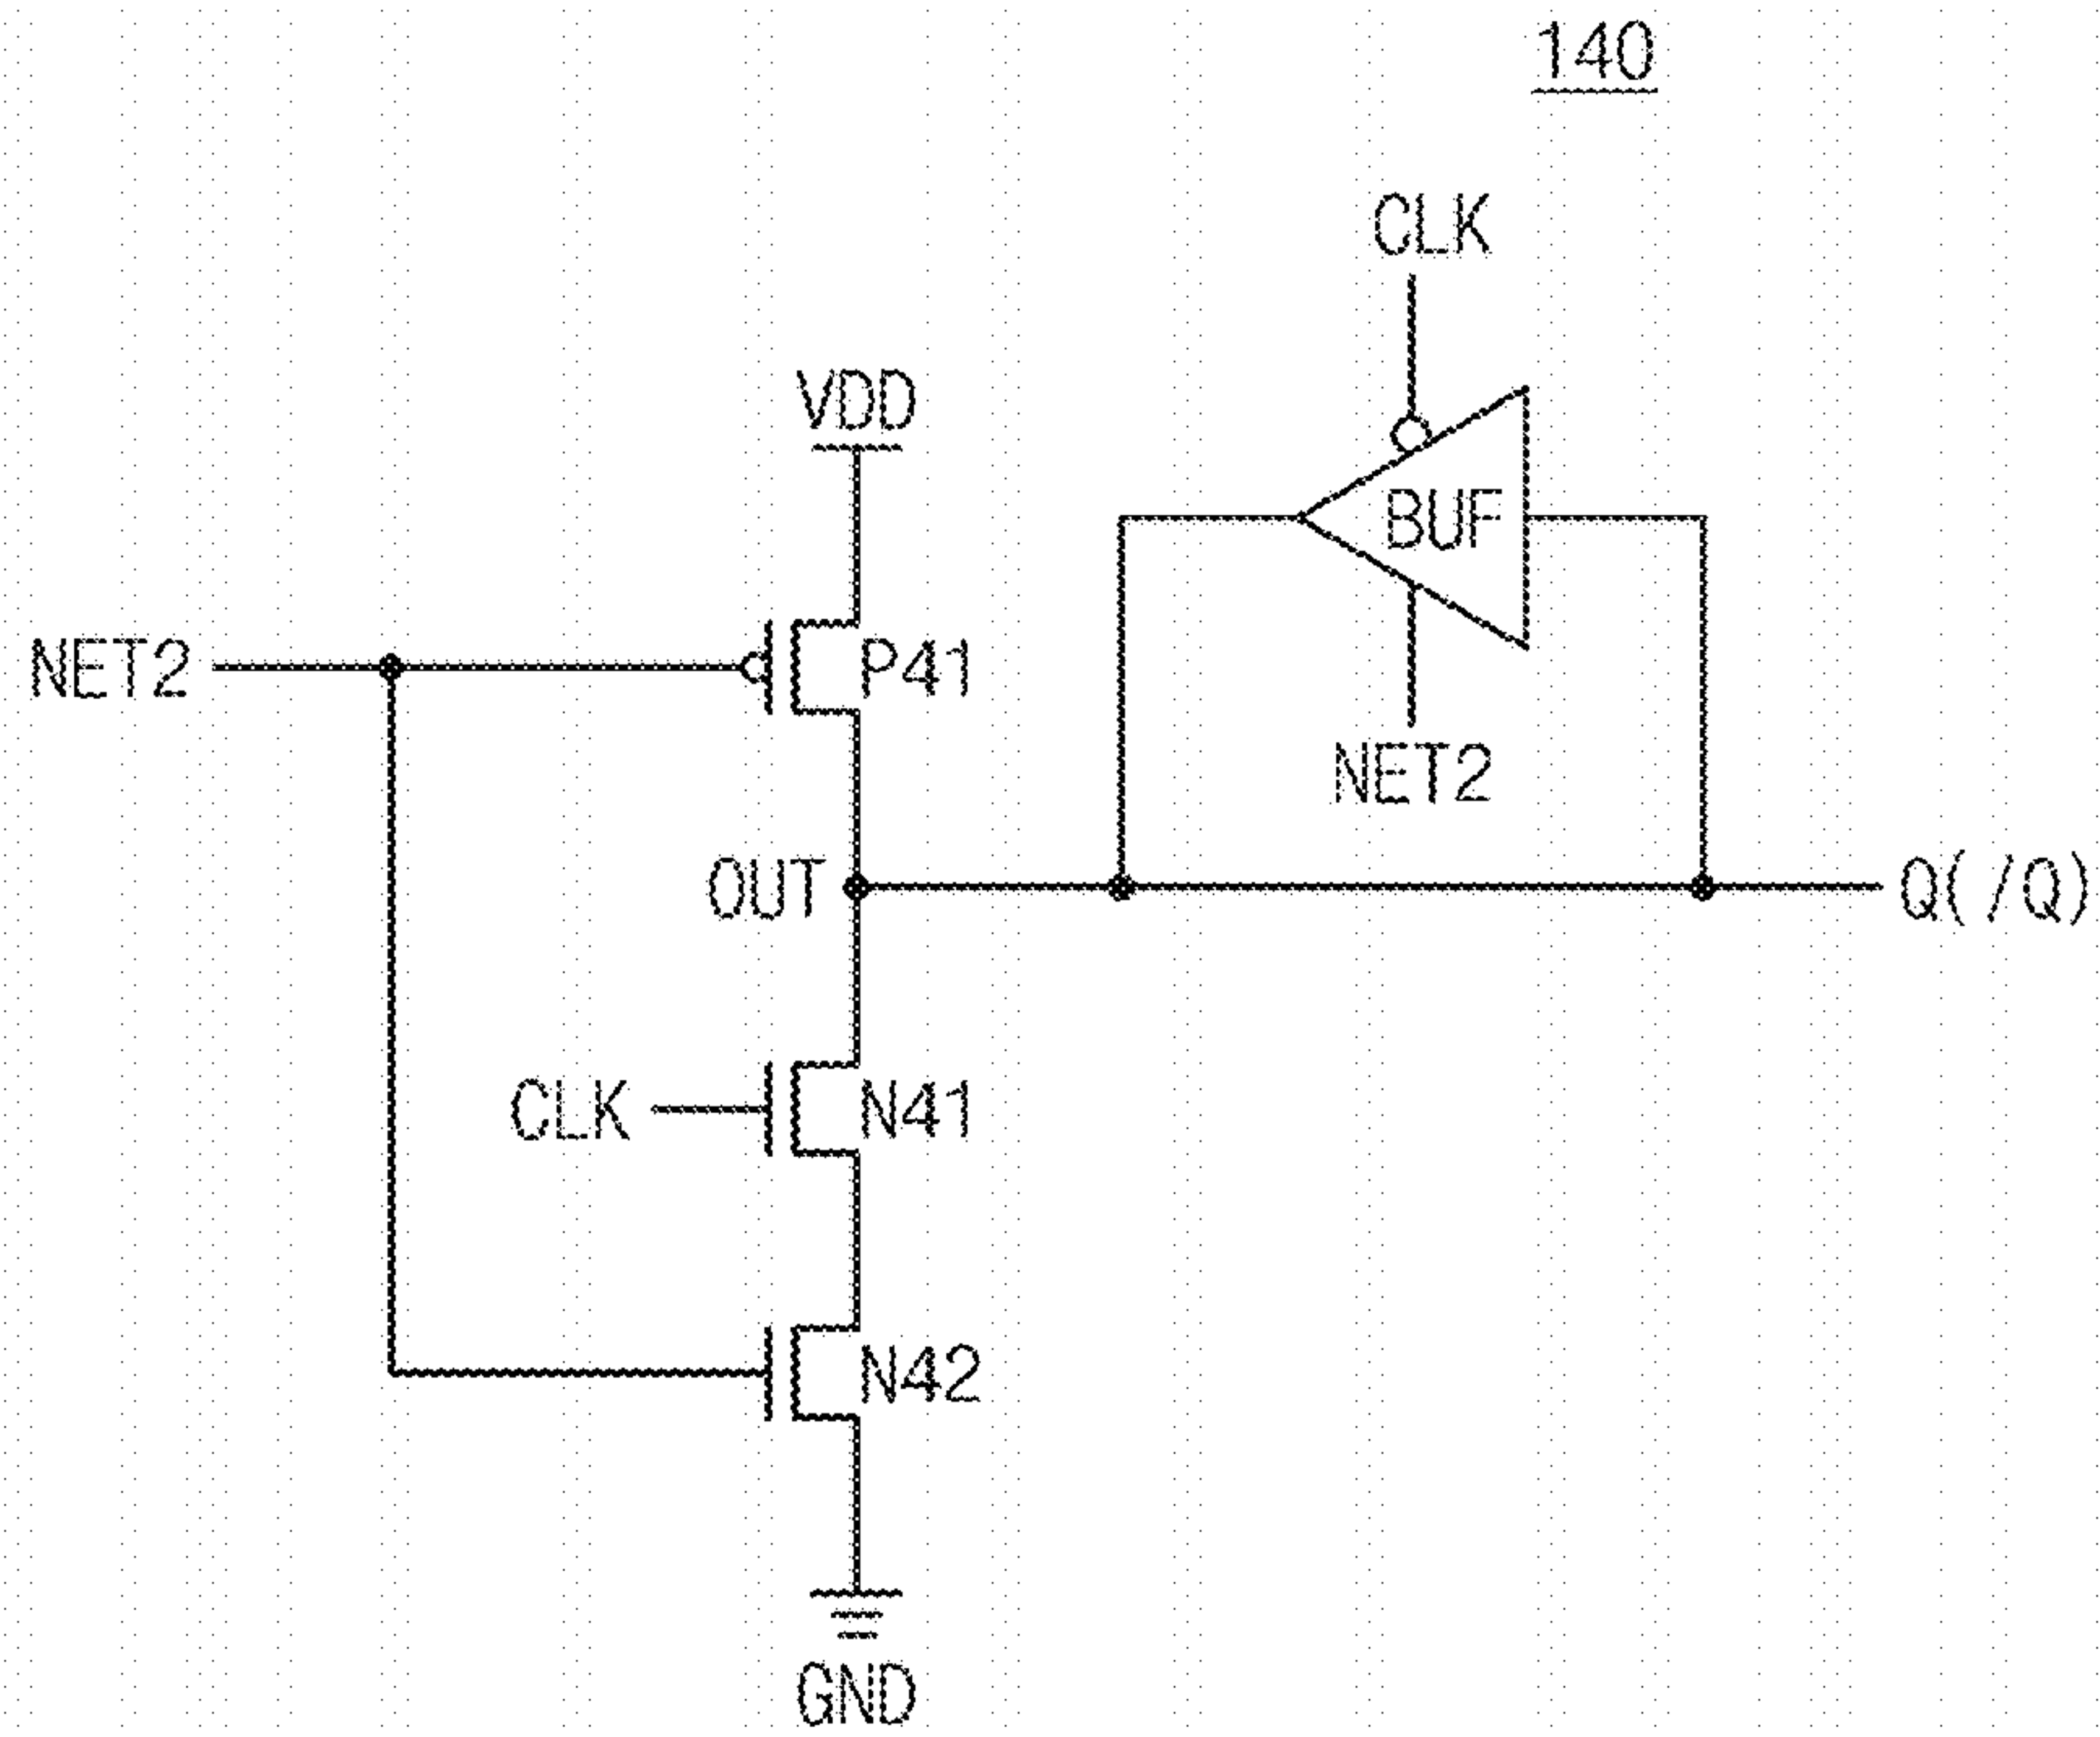 140
CLK
VDD
BUF
NET2
P41
NET2
OUT
Q(/Q)
CLK
N41
N42
GND